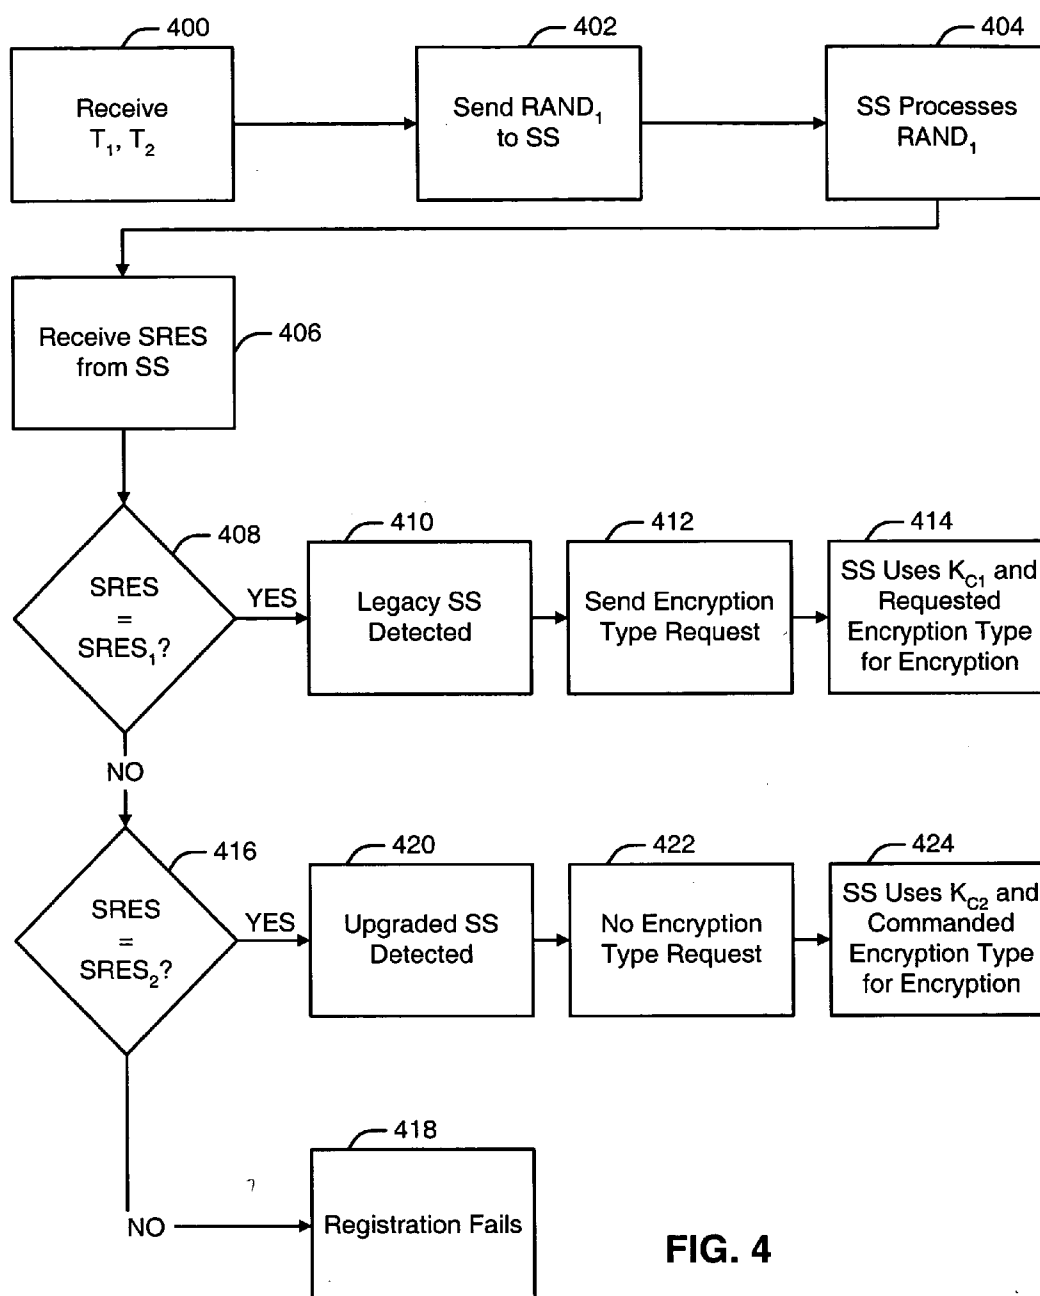 400
Receive
T1, T2
402
Send RAND1
to SS
404
SS Processes
RAND1
Receive SRES
from SS
406
408
SRES
=
SRES1?
YES
410
Legacy SS
Detected
412
Send Encryption
Type Request
414
SS Uses KC1 and
Requested
Encryption Type
for Encryption
NO
416
SRES
=
SRES2?
YES
420
Upgraded SS
Detected
422
No Encryption
Type Request
424
SS Uses KC2 and
Commanded
Encryption Type
for Encryption
NO
418
Registration Fails
FIG. 4